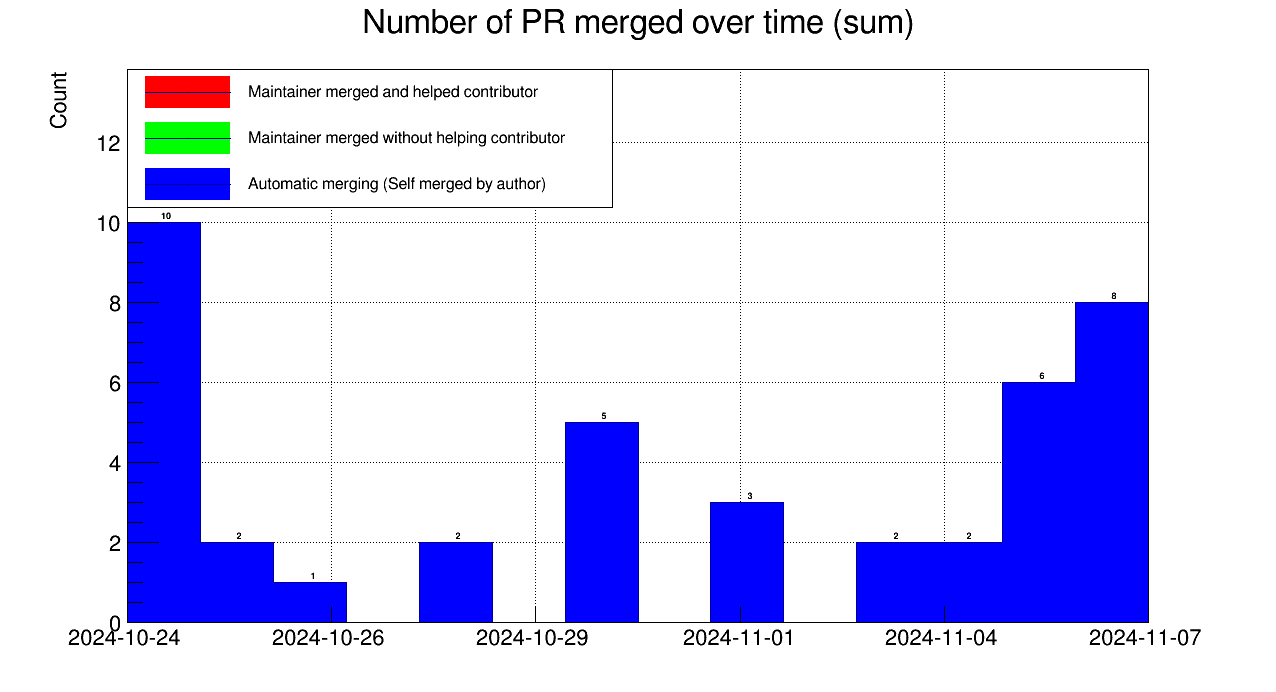 Number of PR merged over time (sum)
Count
Maintainer merged and helped contributor
Maintainer merged without helping contributor
Automatic merging (Self merged by author)
12
10
8
6
4
2
0
10
2
1
2
5
3
2
2
6
8
2024-10-24 2024-10-26 2024-10-29 2024-11-01 2024-11-04 2024-11-07